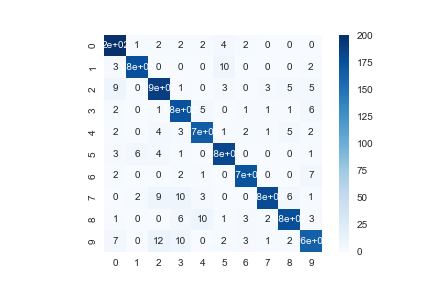 0 2e+02 1 2 2 2 4 2 0 0 0 200
1 3 8e+0 0 0 0 0 10 0 0 0 2 175
2 9 0 9e+0 1 0 3 0 3 5 5 150
3 2 0 1 8e+0 5 0 1 1 1 6 125
4 2 0 4 3 7e+0 1 2 1 5 2 100
5 3 6 4 1 0 8e+0 0 0 0 1 75
6 2 0 0 2 1 0 7e+0 0 0 7 50
7 0 2 9 10 3 0 0 8e+0 6 1 25
8 1 0 0 6 10 1 3 2 8e+0 3
9 7 0 12 10 0 2 3 1 2 6e+0 0
0 1 2 3 4 5 6 7 8 9